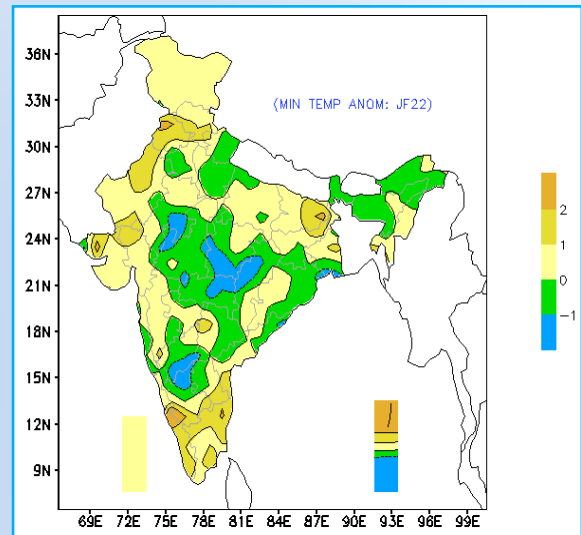 36N
33N
(MIN TEMP ANOM: JF22)
30N
27N
24N
21N
18N
15N
12N
9N
2
1
0
−1
69E 72E 75E 78E 81E 84E 87E 90E 93E 96E 99E